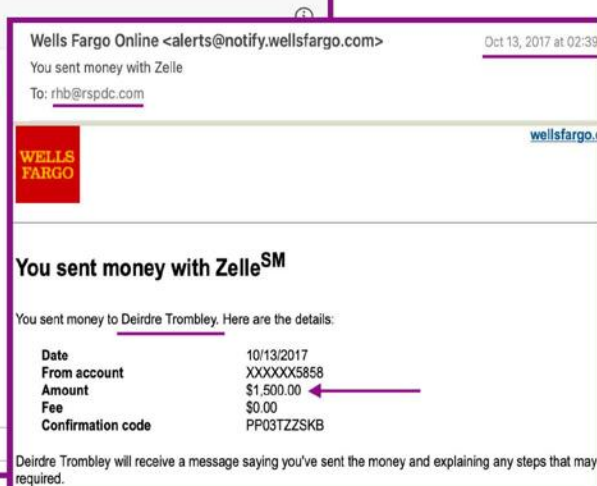 Wells Fargo Online <alerts@notify.wellsfargo.com> Oct 13, 2017 at 02:39
You sent money with Zelle
To: rhb@rspdc.com
WELLS
FARGO
wellsfargo.
You sent money with ZelleSM
You sent money to Deirdre Trombley. Here are the details:
Date 10/13/2017
From account XXXXXX5858
Amount $1,500.00
Fee $0.00
Confirmation code PP03TZZSKB
Deirdre Trombley will receive a message saying you've sent the money and explaining any steps that may
required.